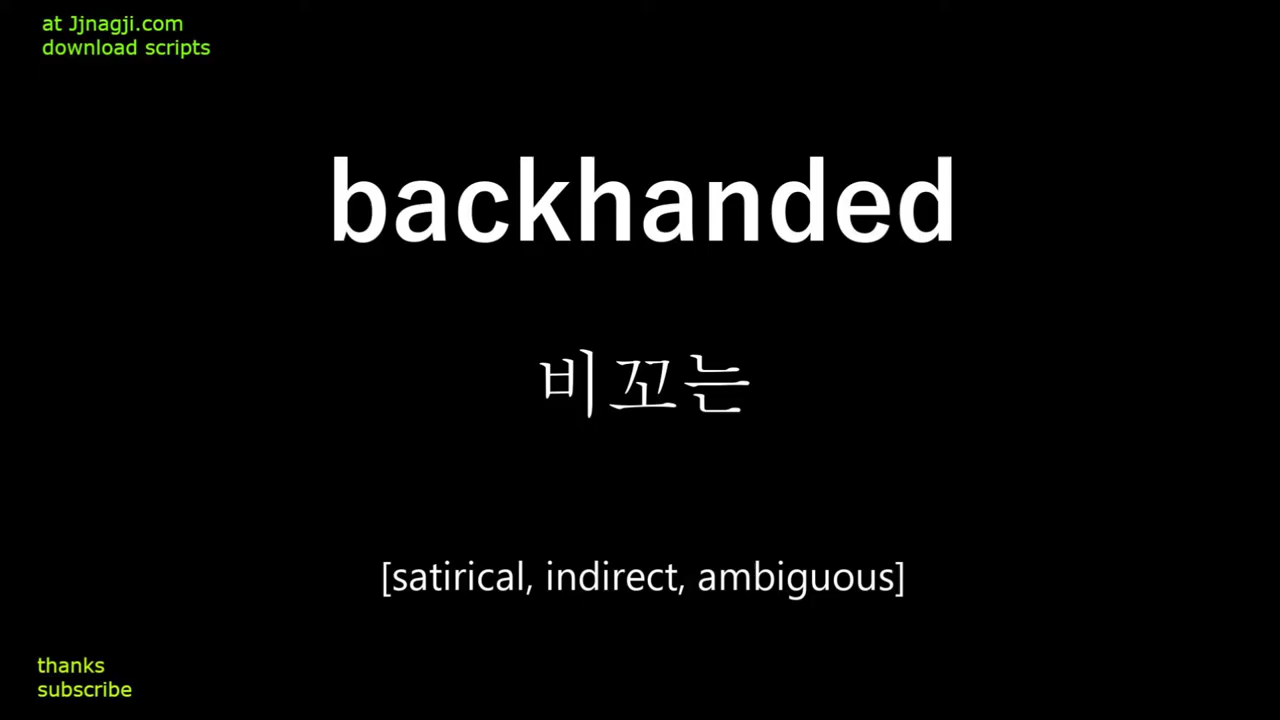 at Jjnagji.com
download scripts
backhanded
비꼬는
[satirical, indirect, ambiguous]
thanks
subscribe